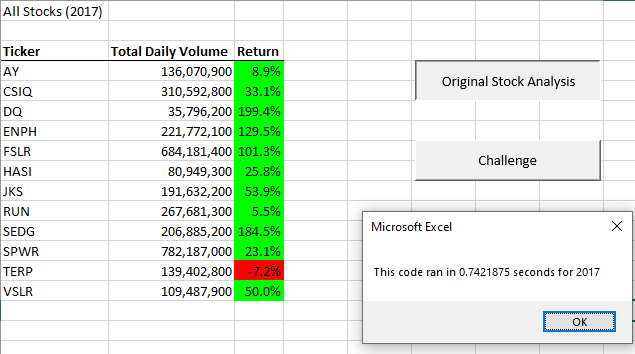 All Stocks (2017)
Ticker Total Daily Volume Return
AY 136,070,900 8.9%
CSIQ 310,592,800 33.1%
DQ 35,796,200 199.4%
ENPH 221,772,100 129.5%
FSLR 684,181,400 101.3%
HASI 80,949,300 25.8%
JKS 191,632,200 53.9%
RUN 267,681,300 5.5%
SEDG 206,885,200 184.5%
SPWR 782,187,000 23.1%
TERP 139,402,800 -7.2%
VSLR 109,487,900 50.0%
Original Stock Analysis
Challenge
Microsoft Excel
This code ran in 0.7421875 seconds for 2017
OK